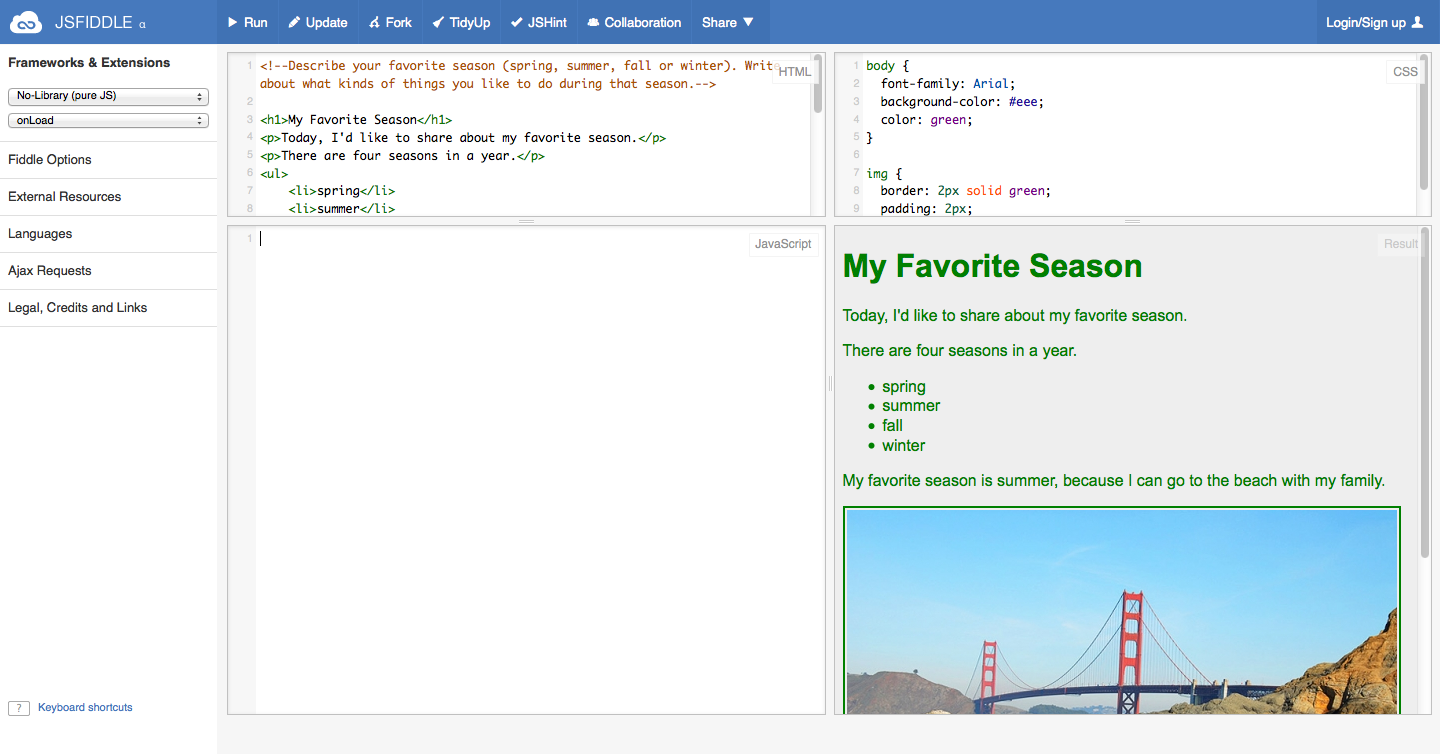 JSFIDDLE α
Run Update Fork TidyUp JSHint Collaboration Share ▼ Login/Sign up
Frameworks & Extensions
No-Library (pure JS)
onLoad
Fiddle Options
External Resources
Languages
Ajax Requests
Legal, Credits and Links
? Keyboard shortcuts
HTML
1 <!--Describe your favorite season (spring, summer, fall or winter). Write
about what kinds of things you like to do during that season.-->
2
3 <h1>My Favorite Season</h1>
4 <p>Today, I'd like to share about my favorite season.</p>
5 <p>There are four seasons in a year.</p>
6 <ul>
7 <li>spring</li>
8 <li>summer</li>
CSS
1 body {
2 font-family: Arial;
3 background-color: #eee;
4 color: green;
5 }
6
7 img {
8 border: 2px solid green;
9 padding: 2px;
JavaScript
1
Result
My Favorite Season
Today, I'd like to share about my favorite season.
There are four seasons in a year.
• spring
• summer
• fall
• winter
My favorite season is summer, because I can go to the beach with my family.